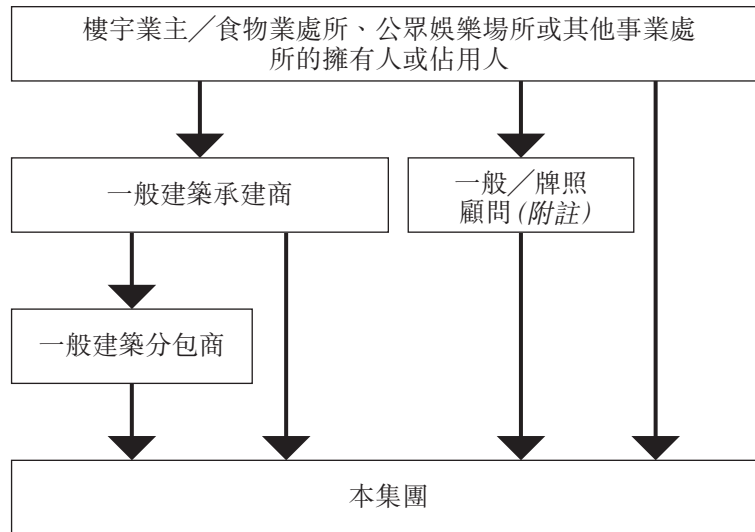 樓宇業主／食物業處所、公眾娛樂場所或其他事業處
所的擁有人或佔用人
一般建築承建商
一般／牌照
顧問(附註)
一般建築分包商
本集團